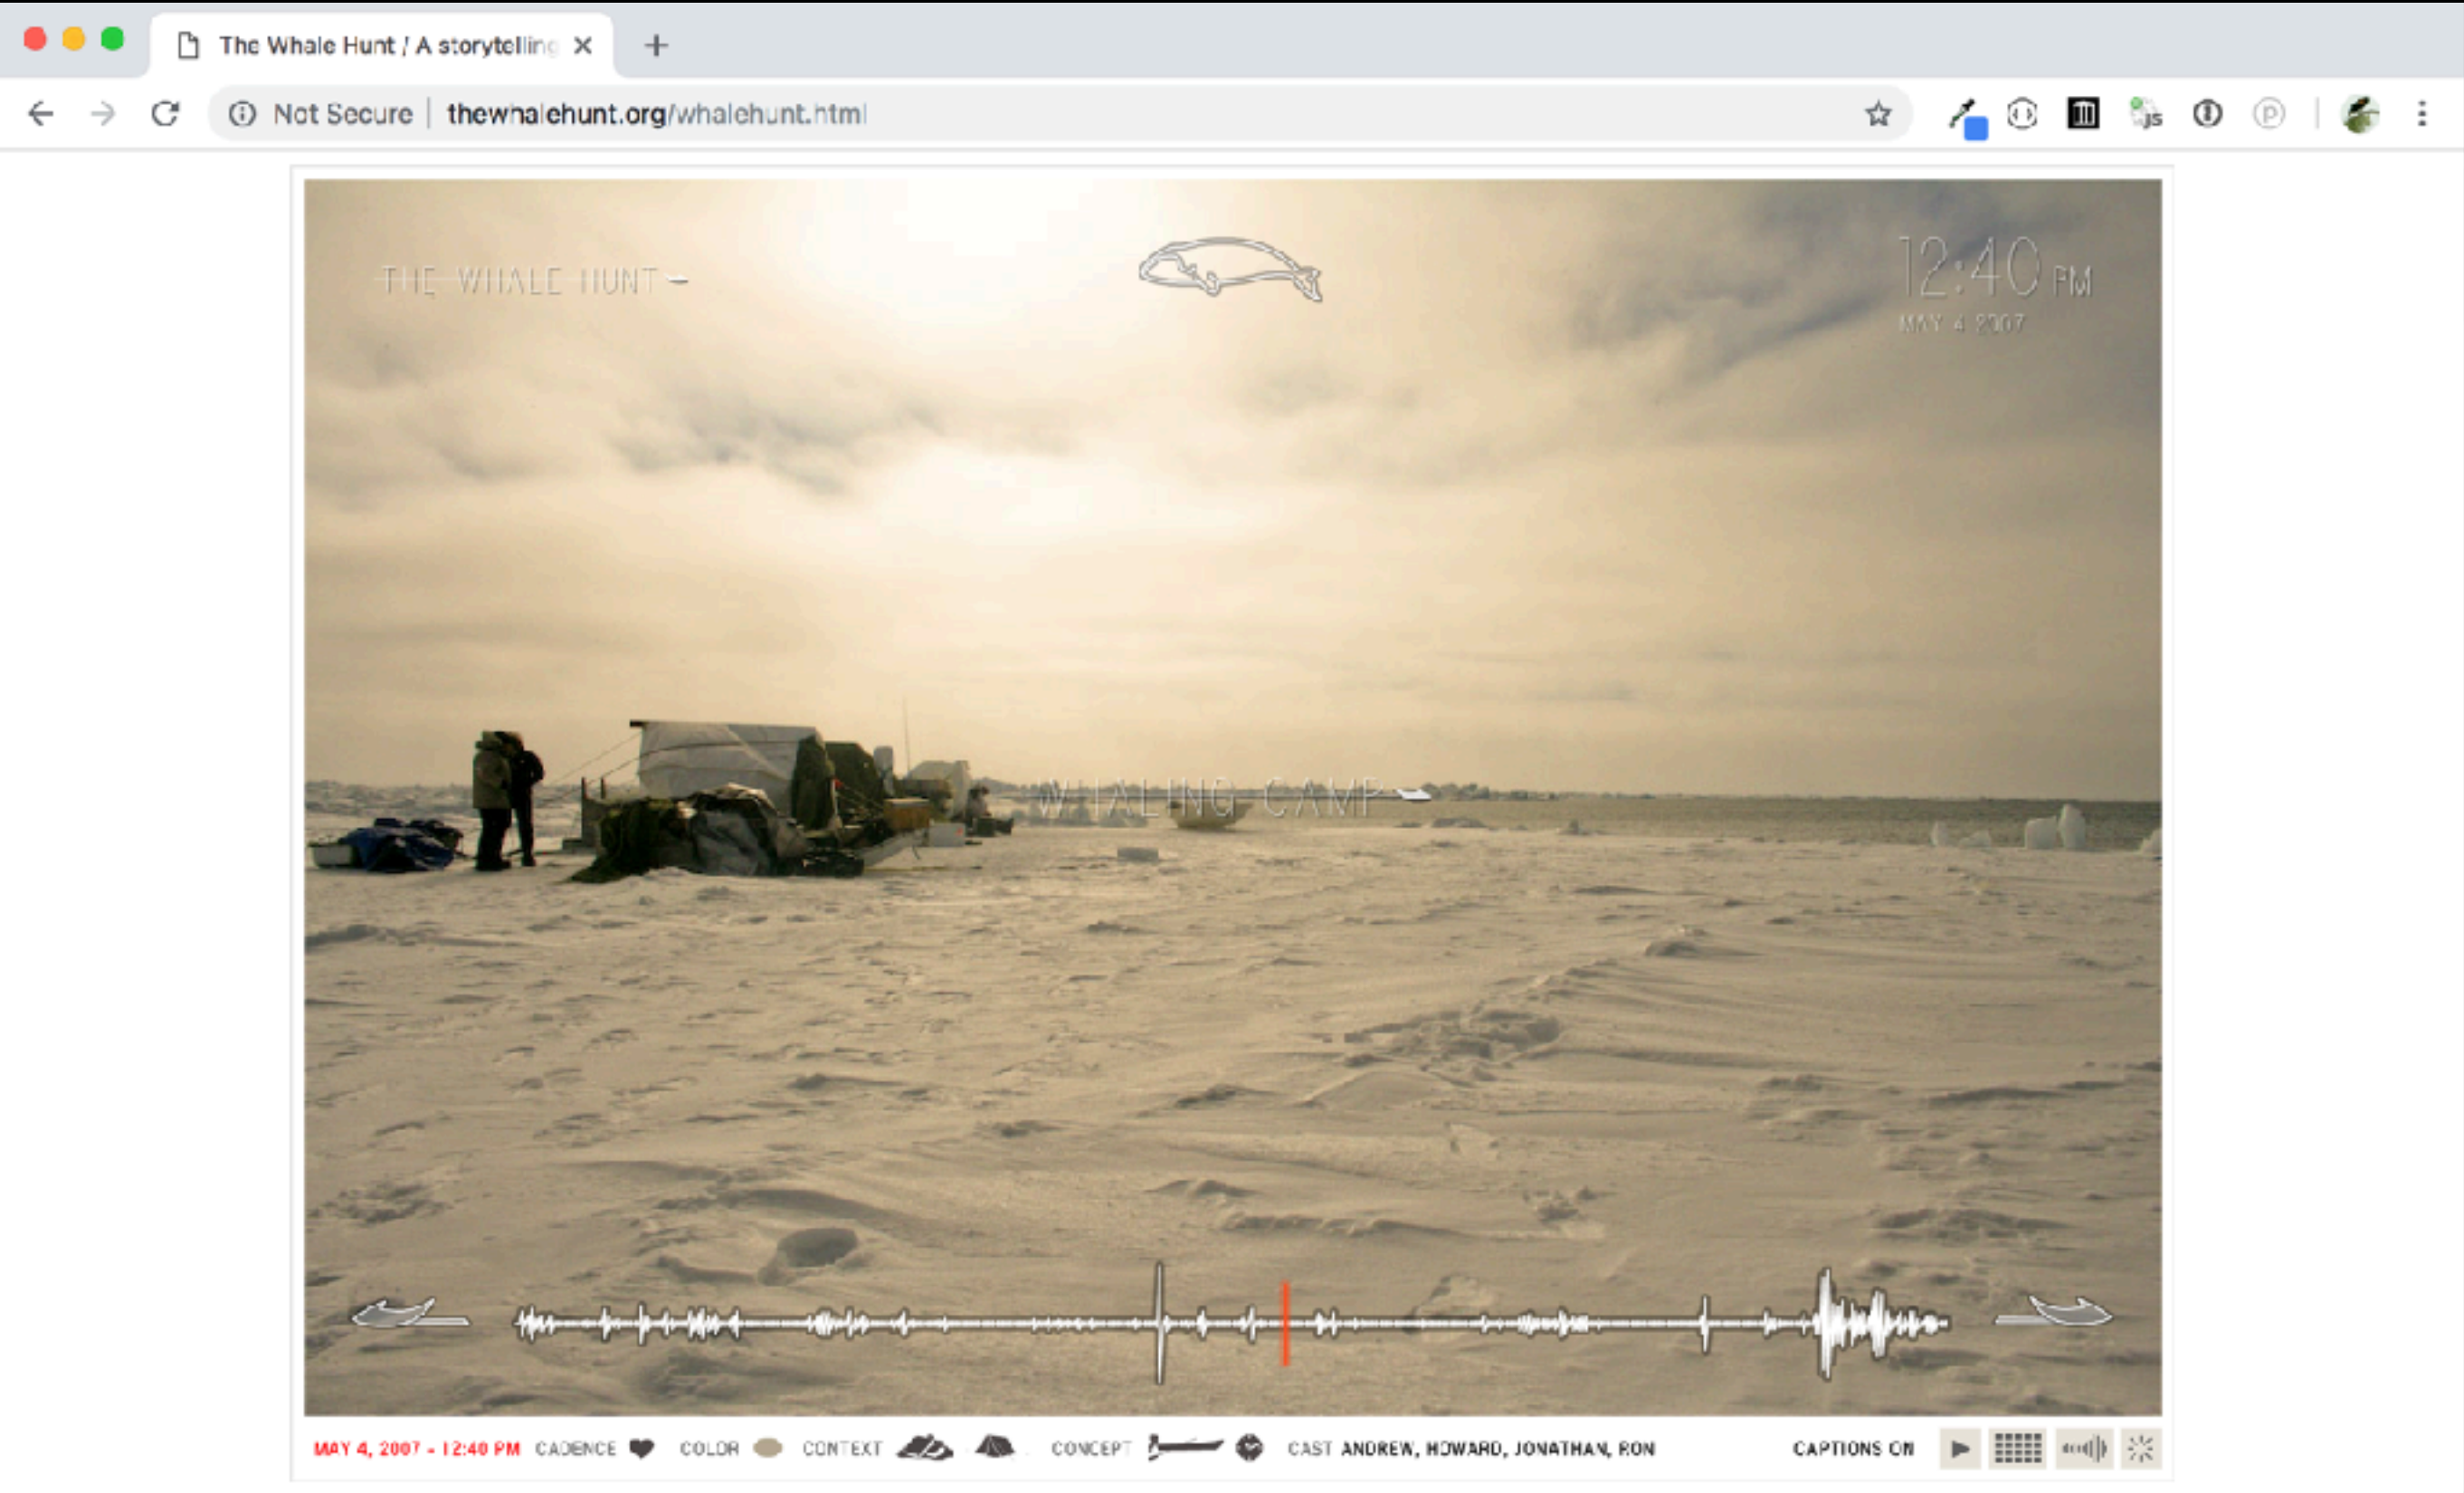 The Whale Hunt / A storytelling
Not Secure | thewhalehunt.org/whalehunt.html
THE WHALE HUNT
12:40 PM
MAY 4 2007
WHALING CAMP
MAY 4, 2007 - 12:40 PM CADENCE COLOR CONTEXT CONCEPT CAST ANDREW, HOWARD, JONATHAN, RON CAPTIONS ON